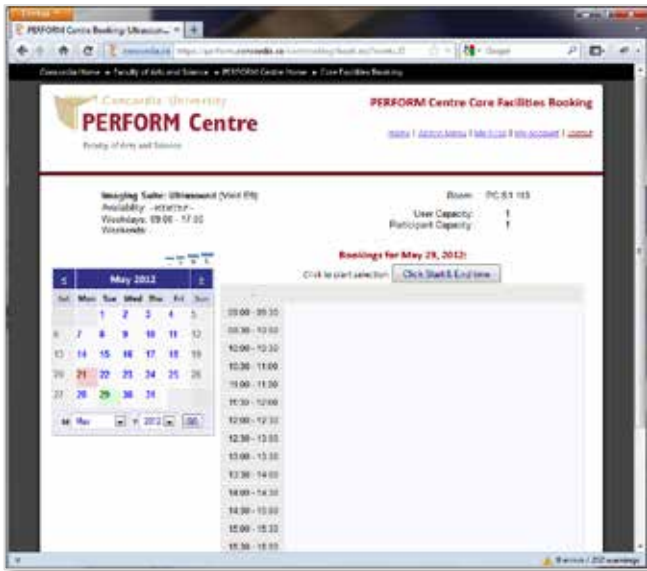 PERFORM Centre Booking Ultrasoun...
Google
Concordia Home » Faculty of Arts and Science » PERFORM Centre Home » Core Facilities Booking
Concordia University
PERFORM Centre
Faculty of Arts and Science
PERFORM Centre Core Facilities Booking
Imaging Suite: Ultrasound
Availability:
Weekdays: 09:00 - 17:00
Weekends:
Room:
User Capacity: 1
Participant Capacity: 1
Bookings for May 29, 2012:
Click to start selection: Click Start & End time
May 2012
Mon Tue Wed Thu Fri Sun
1 2 3 4 5
6 7 8 9 10 11 12
13 14 15 16 17 18 19
20 21 22 23 24 25 26
27 28 29 30 31
May 2012
09:00 - 09:30
09:30 - 10:00
10:00 - 10:30
10:30 - 11:00
11:00 - 11:30
11:30 - 12:00
12:00 - 12:30
12:30 - 13:00
13:00 - 13:30
13:30 - 14:00
14:00 - 14:30
14:30 - 15:00
15:00 - 15:30
15:30 - 16:00